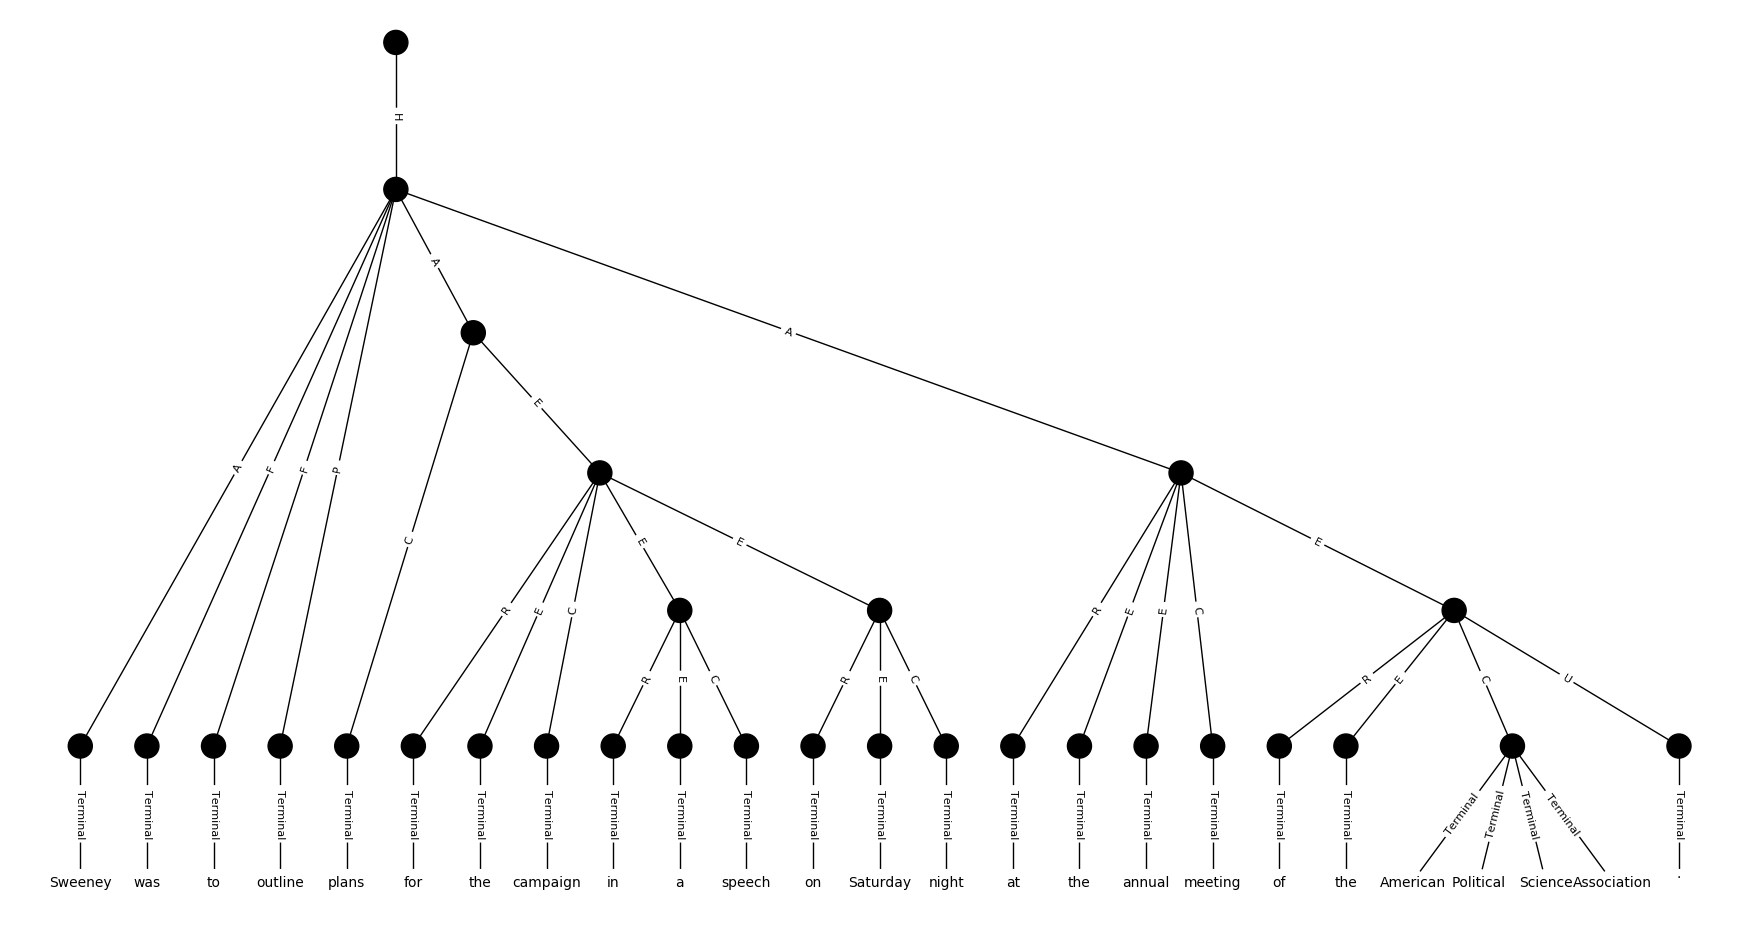 H
A
A
A F F P
E
C
E E E
R E C R E E C
R E C R E C R E C U
Terminal Terminal Terminal Terminal Terminal Terminal Terminal Terminal Terminal Terminal Terminal Terminal Terminal Terminal Terminal Terminal Terminal Terminal Terminal Terminal Terminal Terminal Terminal Terminal Terminal
Sweeney was to outline plans for the campaign in a speech on Saturday night at the annual meeting of the American Political Science Association .